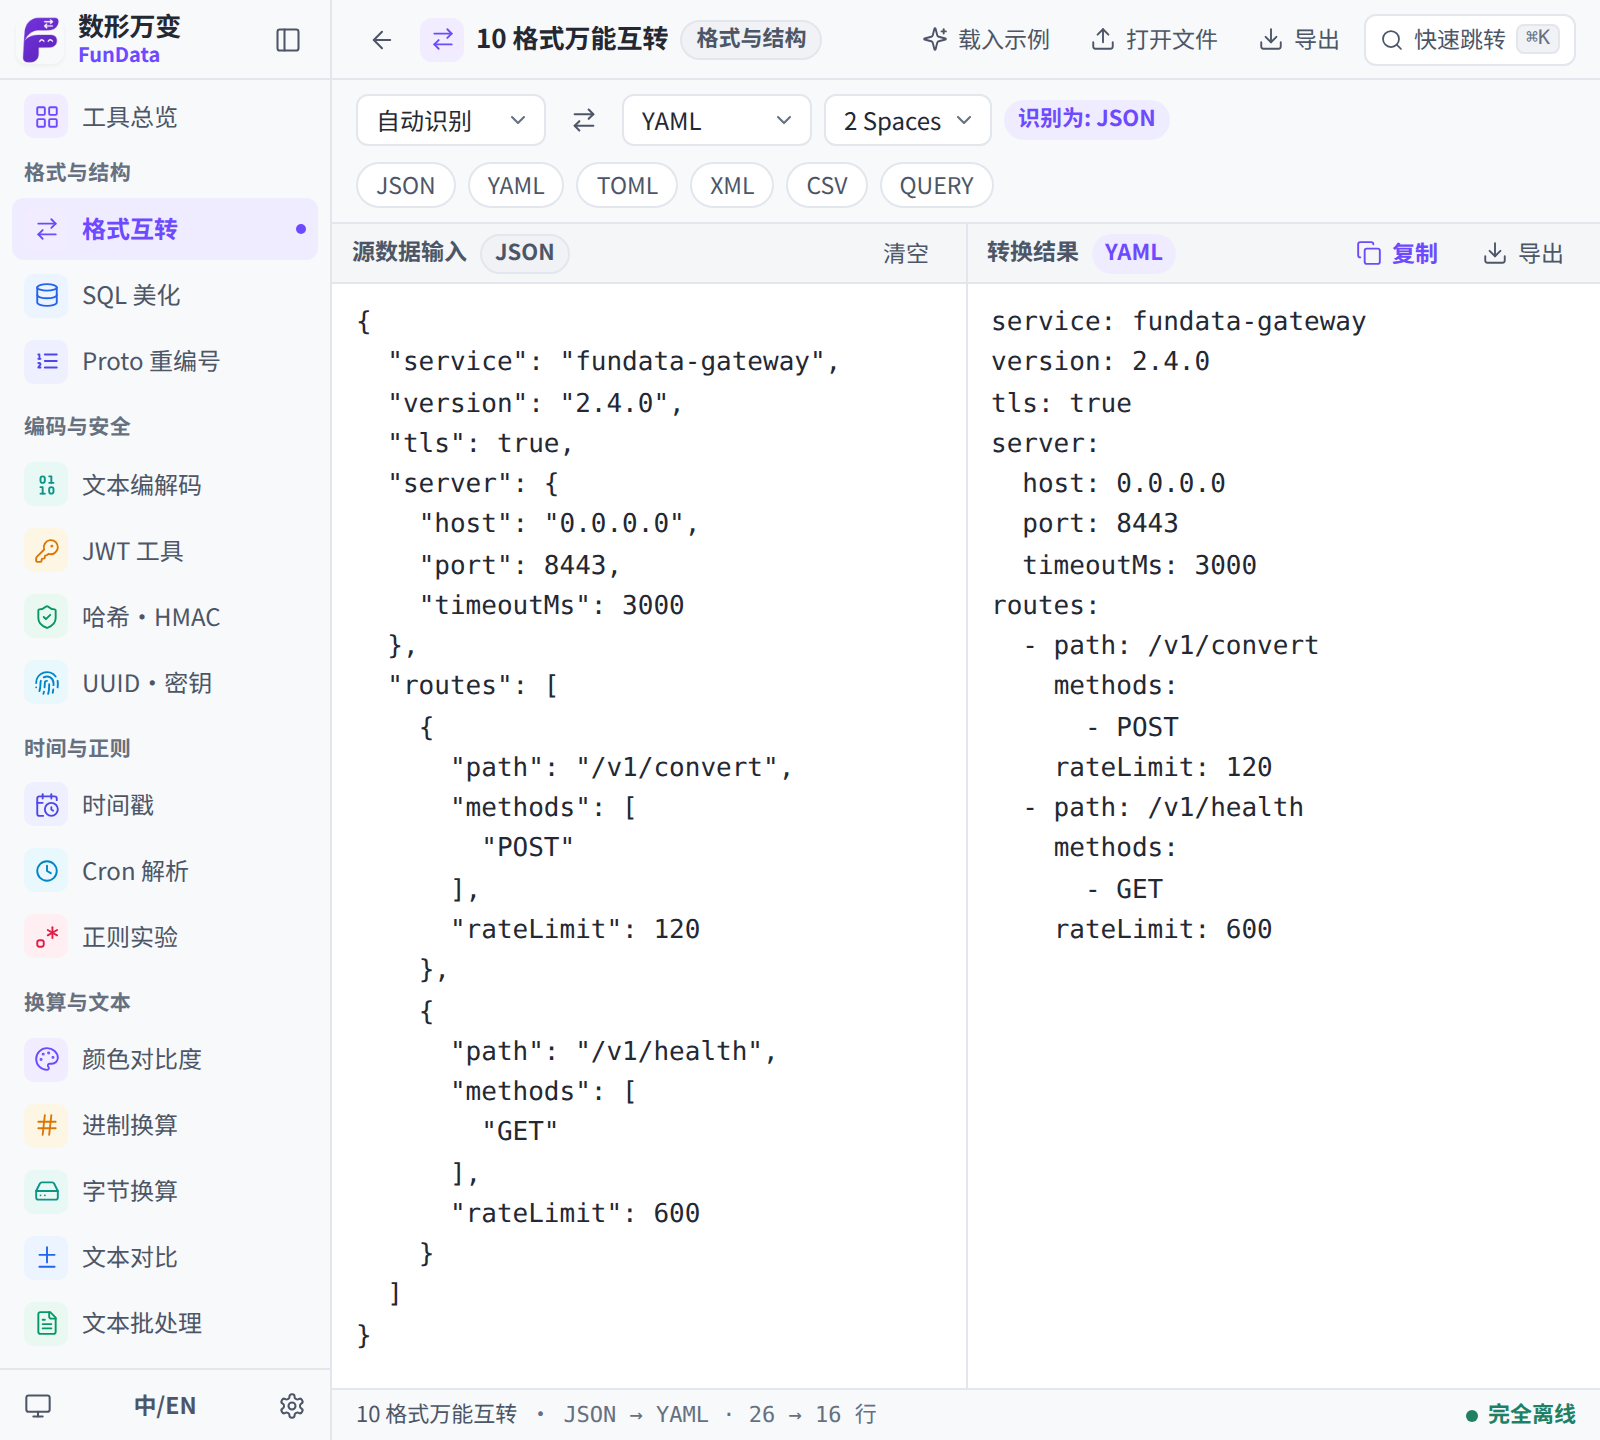 数形万变
FunData
工具总览
格式与结构
格式互转
SQL 美化
Proto 重编号
编码与安全
文本编解码
JWT 工具
哈希・HMAC
UUID・密钥
时间与正则
时间戳
Cron 解析
正则实验
换算与文本
颜色对比度
进制换算
字节换算
文本对比
文本批处理
中/EN
10 格式万能互转 格式与结构 载入示例 打开文件 导出 快速跳转 ⌘K
自动识别 YAML 2 Spaces 识别为: JSON
JSON YAML TOML XML CSV QUERY
源数据输入 JSON 清空
{
  "service": "fundata-gateway",
  "version": "2.4.0",
  "tls": true,
  "server": {
    "host": "0.0.0.0",
    "port": 8443,
    "timeoutMs": 3000
  },
  "routes": [
    {
      "path": "/v1/convert",
      "methods": [
        "POST"
      ],
      "rateLimit": 120
    },
    {
      "path": "/v1/health",
      "methods": [
        "GET"
      ],
      "rateLimit": 600
    }
  ]
}
转换结果 YAML 复制 导出
service: fundata-gateway
version: 2.4.0
tls: true
server:
  host: 0.0.0.0
  port: 8443
  timeoutMs: 3000
routes:
  - path: /v1/convert
    methods:
      - POST
    rateLimit: 120
  - path: /v1/health
    methods:
      - GET
    rateLimit: 600
10 格式万能互转 • JSON → YAML · 26 → 16 行
完全离线